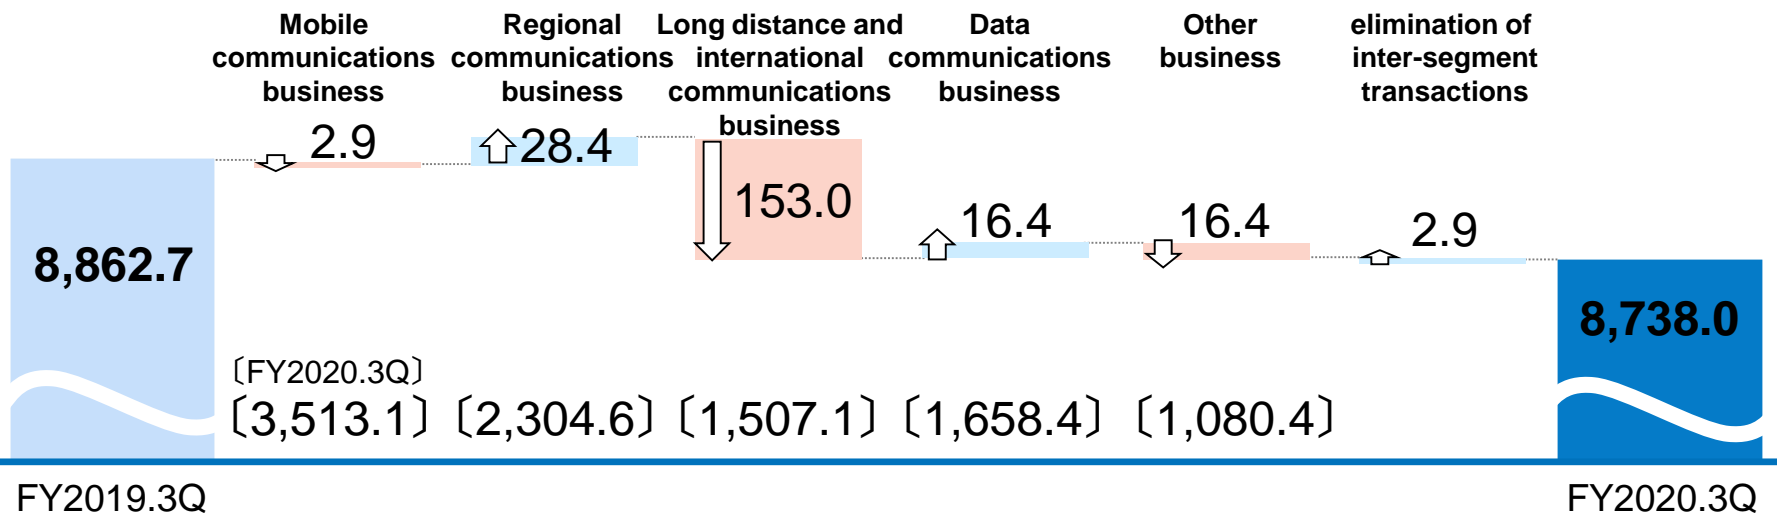 Mobile
communications
business
Regional
communications
business
Long distance and
international
communications
business
Data
communications
business
Other
business
elimination of
inter-segment
transactions
2.9
28.4
153.0
16.4
16.4
2.9
8,862.7
8,738.0
〔FY2020.3Q〕
〔3,513.1〕
〔2,304.6〕
〔1,507.1〕
〔1,658.4〕
〔1,080.4〕
FY2019.3Q
FY2020.3Q